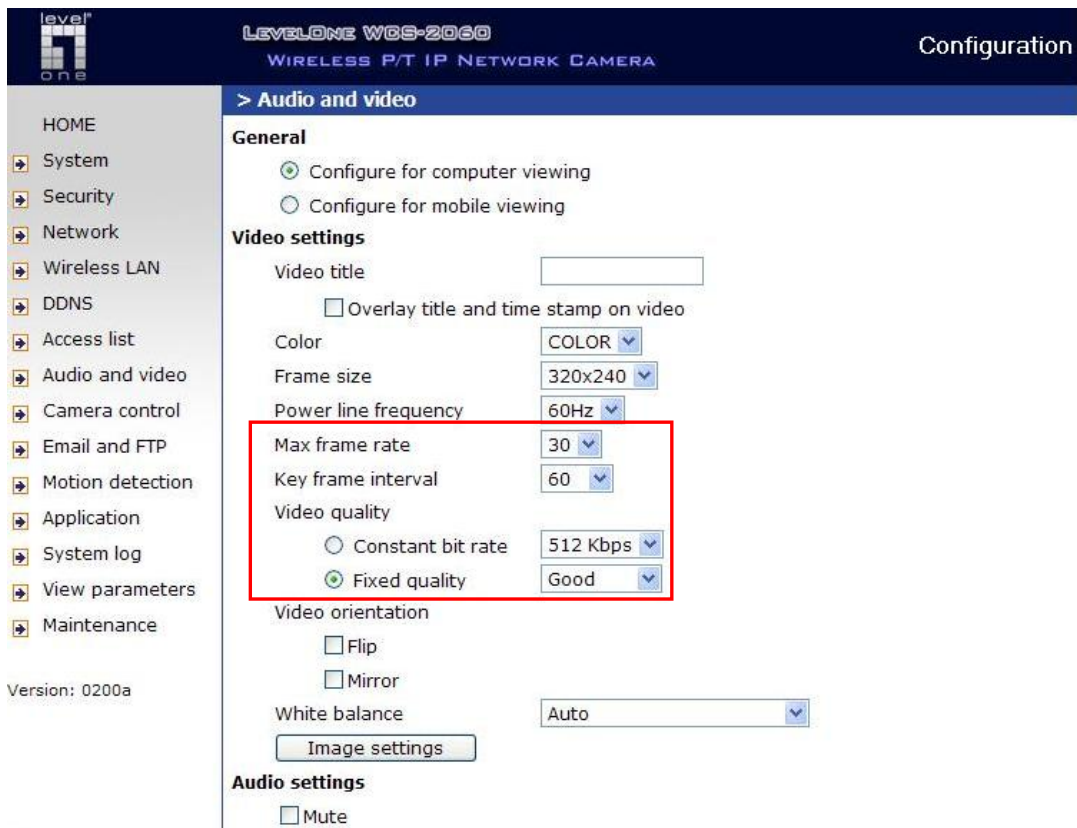 level
one
LevelOne WCS-2060
Wireless P/T IP Network Camera
Configuration
HOME
System
Security
Network
Wireless LAN
DDNS
Access list
Audio and video
Camera control
Email and FTP
Motion detection
Application
System log
View parameters
Maintenance
Version: 0200a
> Audio and video
General
Configure for computer viewing
Configure for mobile viewing
Video settings
Video title
Overlay title and time stamp on video
Color COLOR
Frame size 320x240
Power line frequency 60Hz
Max frame rate 30
Key frame interval 60
Video quality
Constant bit rate 512 Kbps
Fixed quality Good
Video orientation
Flip
Mirror
White balance Auto
Image settings
Audio settings
Mute